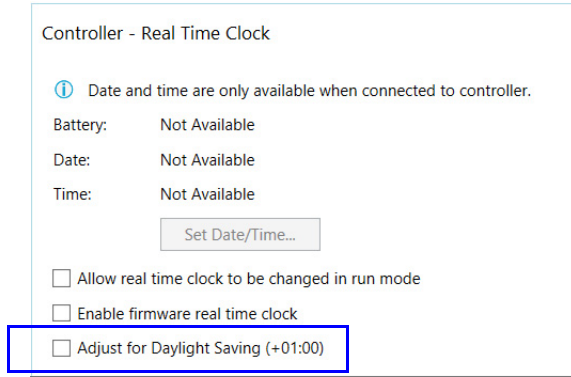 Controller - Real Time Clock
Date and time are only available when connected to controller.
Battery: Not Available
Date: Not Available
Time: Not Available
Set Date/Time...
Allow real time clock to be changed in run mode
Enable firmware real time clock
Adjust for Daylight Saving (+01:00)